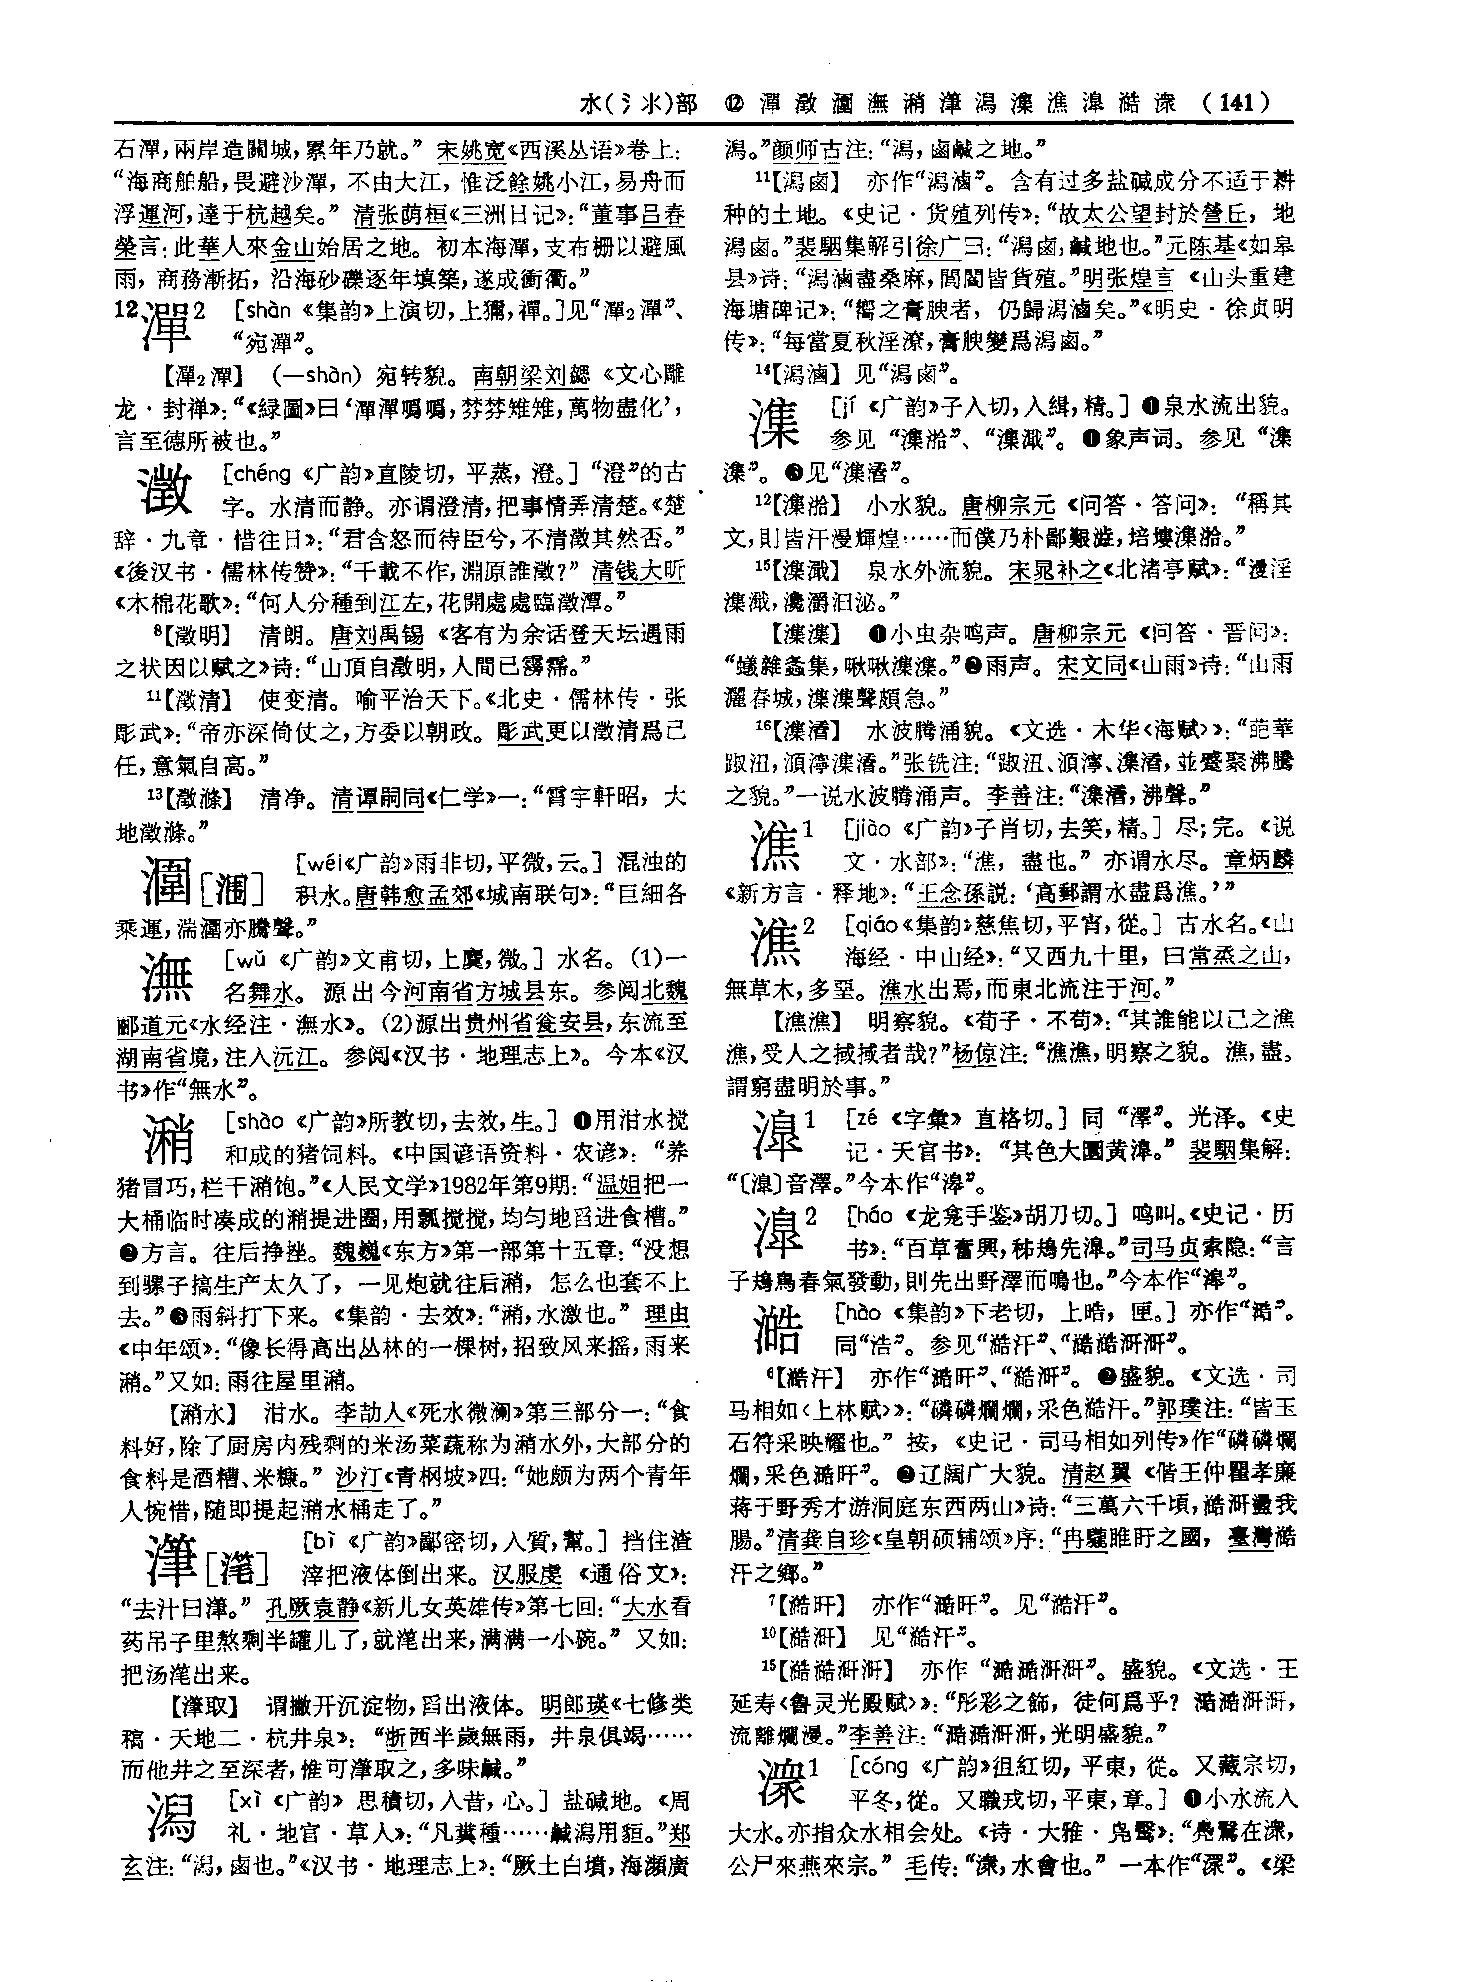 水(氵氺)部 ⑫ 潬澂潿潕潲潷潟潗潐滜澔潨 (141)
石潬,兩岸造關城,累年乃就。”宋姚宽《西溪丛语》卷上:
“海商舶船,畏避沙潬,不由大江,惟泛餘姚小江,易舟而
浮運河,達于杭越矣。”清张荫桓《三洲日记》:“董事吕春
榮言:此華人來金山始居之地。初本海潬,支布栅以避風
雨,商務漸拓,沿海砂磧逐年填築,遂成衝衢。”
12潬2 [shàn《集韵》上演切,上獮,禪。]见“潬2潬”、
“宛潬”。
【潬2潬】 (—shàn) 宛转貌。南朝梁刘勰《文心雕
龙·封禅》:“《緑圖》曰‘潬潬噅噅,棼棼雉雉,萬物盡化’,
言至德所被也。”
澂 [chéng《广韵》直陵切,平蒸,澄。]“澄”的古
字。水清而静。亦谓澄清,把事情弄清楚。《楚
辞·九章·惜往日》:“君含怒而待臣兮,不清澂其然否。”
《後汉书·儒林传赞》:“千載不作,淵原誰澂?”清钱大昕
《木棉花歌》:“何人分種到江左,花開處處臨澂潭。”
8【澂明】 清朗。唐刘禹锡《客有为余话登天坛遇雨
之状因以赋之》诗:“山頂自澂明,人間已霶霈。”
11【澂清】 使变清。喻平治天下。《北史·儒林传·张
彫武》:“帝亦深倚仗之,方委以朝政。彫武更以澂清爲己
任,意氣自高。”
13【澂滌】 清净。清谭嗣同《仁学》一:“霄宇軒昭,大
地澂滌。”
潿[涠] [wéi《广韵》雨非切,平微,云。]混浊的
积水。唐韩愈孟郊《城南联句》:“巨細各
乘運,湍潿亦騰聲。”
潕 [wǔ《广韵》文甫切,上麌,微。]水名。(1)一
名舞水。源出今河南省方城县东。参阅北魏
郦道元《水经注·潕水》。(2)源出贵州省瓮安县,东流至
湖南省境,注入沅江。参阅《汉书·地理志上》。今本《汉
书》作“無水”。
潲 [shào《广韵》所教切,去效,生。]❶用泔水搅
和成的猪饲料。《中国谚语资料·农谚》:“养
猪冒巧,栏干潲饱。”《人民文学》1982年第9期:“温姐把一
大桶临时凑成的潲提进圈,用瓢搅搅,均匀地舀进食槽。”
❷方言。往后挣挫。魏巍《东方》第一部第十五章:“没想
到骡子搞生产太久了,一见炮就往后潲,怎么也套不上
去。”❸雨斜打下来。《集韵·去效》:“潲,水激也。”理由
《中年颂》:“像长得高出丛林的一棵树,招致风来摇,雨来
潲。”又如:雨往屋里潲。
【潲水】 泔水。李劼人《死水微澜》第三部分一:“食
料好,除了厨房内残剩的米汤菜蔬称为潲水外,大部分的
食料是酒糟、米糠。”沙汀《青㭎坡》四:“她颇为两个青年
人惋惜,随即提起潲水桶走了。”
潷[滗] [bì《广韵》鄙密切,入質,幫。]挡住渣
滓把液体倒出来。汉服虔《通俗文》:
“去汁曰潷。”孔厥袁静《新儿女英雄传》第七回:“大水看
药吊子里熬剩半罐儿了,就滗出来,满满一小碗。”又如:
把汤滗出来。
【潷取】 谓撇开沉淀物,舀出液体。明郎瑛《七修类
稿·天地二·杭井泉》:“浙西半歲無雨,井泉俱竭……
而他井之至深者,惟可潷取之,多味鹹。”
潟 [xì《广韵》思積切,入昔,心。]盐碱地。《周
礼·地官·草人》:“凡糞種……鹹潟用貆。”郑
玄注:“潟,鹵也。”《汉书·地理志上》:“厥土白墳,海瀕廣
潟。”颜师古注:“潟,鹵鹹之地。”
11【潟鹵】 亦作“潟滷”。含有过多盐碱成分不适于耕
种的土地。《史记·货殖列传》:“故太公望封於營丘,地
潟鹵。”裴駰集解引徐广曰:“潟鹵,鹹地也。”元陈基《如皋
县》诗:“潟滷盡桑麻,閭閻皆貨殖。”明张煌言《山头重建
海塘碑记》:“嚮之膏腴者,仍歸潟滷矣。”《明史·徐贞明
传》:“每當夏秋淫潦,膏腴變爲潟鹵。”
14【潟滷】见“潟鹵”。
潗 [jí《广韵》子入切,入緝,精。]❶泉水流出貌。
参见“潗湁”、“潗濈”。❷象声词。参见“潗
潗”。❸见“潗𣽅”。
12【潗湁】 小水貌。唐柳宗元《问答·答问》:“稱其
文,則皆汗漫輝煌……而僕乃朴鄙艱澁,培塿潗湁。”
15【潗濈】 泉水外流貌。宋晁补之《北渚亭赋》:“浸淫
潗濈,瀺灂汩泌。”
【潗潗】 ❶小虫杂鸣声。唐柳宗元《问答·晋问》:
“蟻雜螽集,啾啾潗潗。”❷雨声。宋文同《山雨》诗:“山雨
灑春城,潗潗聲頗急。”
水波腾涌貌。《文选·木华〈海赋〉》:“葩華
之貌。”一说水波腾涌声。
潐1 [jiào《广韵》子肖切,去笑,精。]尽;完。《说
文·水部》:“潐,盡也。”亦谓水尽。章炳麟
《新方言·释地》:“王念孫説:‘高郵謂水盡爲潐。’”
潐2 [qiáo《集韵》慈焦切,平宵,從。]古水名。《山
海经·中山经》:“又西九十里,曰常烝之山,
無草木,多堊。潐水出焉,而東北流注于河。”
【潐潐】 明察貌。《荀子·不苟》:“其誰能以己之潐
潐,受人之掝掝者哉?”杨倞注:“潐潐,明察之貌。潐,盡,
謂窮盡明於事。”
滜1 [zé《字彙》直格切。]同“澤”。光泽。《史
记·天官书》:“其色大圜黄滜。”裴駰集解:
“〔滜〕音澤。”今本作“滜”。
滜2 [háo《龙龛手鉴》胡刀切。]鸣叫。《史记·历
书》:“百草奮興,秭鳺先滜。”司马贞索隐:“言
子鳺鳥春氣發動,則先出野澤而鳴也。”今本作“滜”。
澔 [hào《集韵》下老切,上晧,匣。]亦作“澔”。
同“浩”。参见“澔汗”、“澔澔涆涆”。
6【澔汗】 亦作“澔旰”、“澔涆”。❶盛貌。《文选·司
马相如〈上林赋〉》:“磷磷爛爛,采色澔汗。”郭璞注:“皆玉
石符采映耀也。”按,《史记·司马相如列传》作“磷磷爛
爛,采色澔旰”。❷辽阔广大貌。清赵翼《偕王仲瞿孝廉
蒋于野秀才游洞庭东西两山》诗:“三萬六千頃,澔涆盪我
腸。”清龚自珍《皇朝硕辅颂》序:“冉駹睢盱之國,臺灣澔
汗之鄉。”
7【澔旰】 亦作“澔旰”。见“澔汗”。
10【澔涆】 见“澔汗”。
15【澔澔涆涆】 亦作“澔澔涆涆”。盛貌。《文选·王
延寿〈鲁灵光殿赋〉》:“彤彩之飾,徒何爲乎?澔澔涆涆,
流離爛漫。”李善注:“澔澔涆涆,光明盛貌。”
潨1 [cóng《广韵》徂紅切,平東,從。又藏宗切,
平冬,從。又職戎切,平東,章。]❶小水流入
大水。亦指众水相会处。《诗·大雅·凫鹥》:“鳧鷖在潨,
公尸來燕來宗。”毛传:“潨,水會也。”一本作“深”。《梁